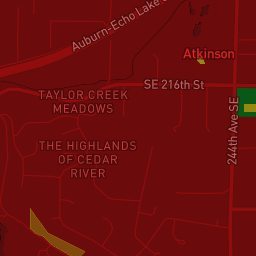 Auburn-Echo Lake
Atkinson
SE 216th St
TAYLOR CREEK
MEADOWS
244th Ave SE
THE HIGHLANDS
OF CEDAR
RIVER